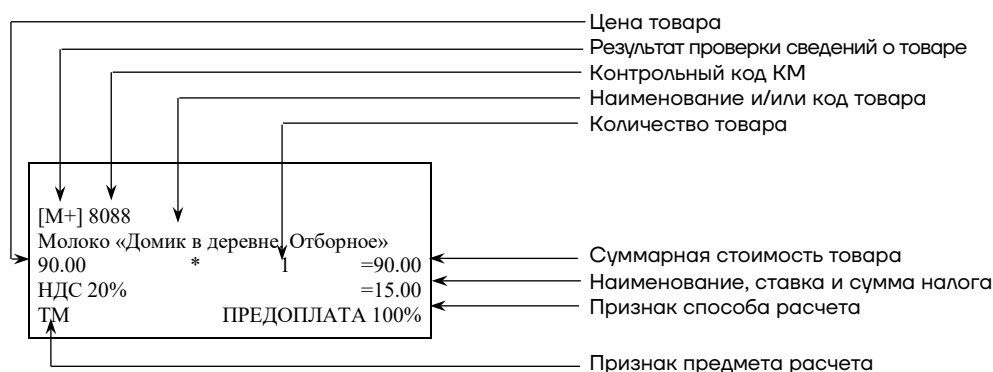 Цена товара
Результат проверки сведений о товаре
Контрольный код КМ
Наименование и/или код товара
Количество товара
[М+] 8088
Молоко «Домик в деревне. Отборное»
90.00 * 1 =90.00
НДС 20% =15.00
ТМ ПРЕДОПЛАТА 100%
Суммарная стоимость товара
Наименование, ставка и сумма налога
Признак способа расчета
Признак предмета расчета